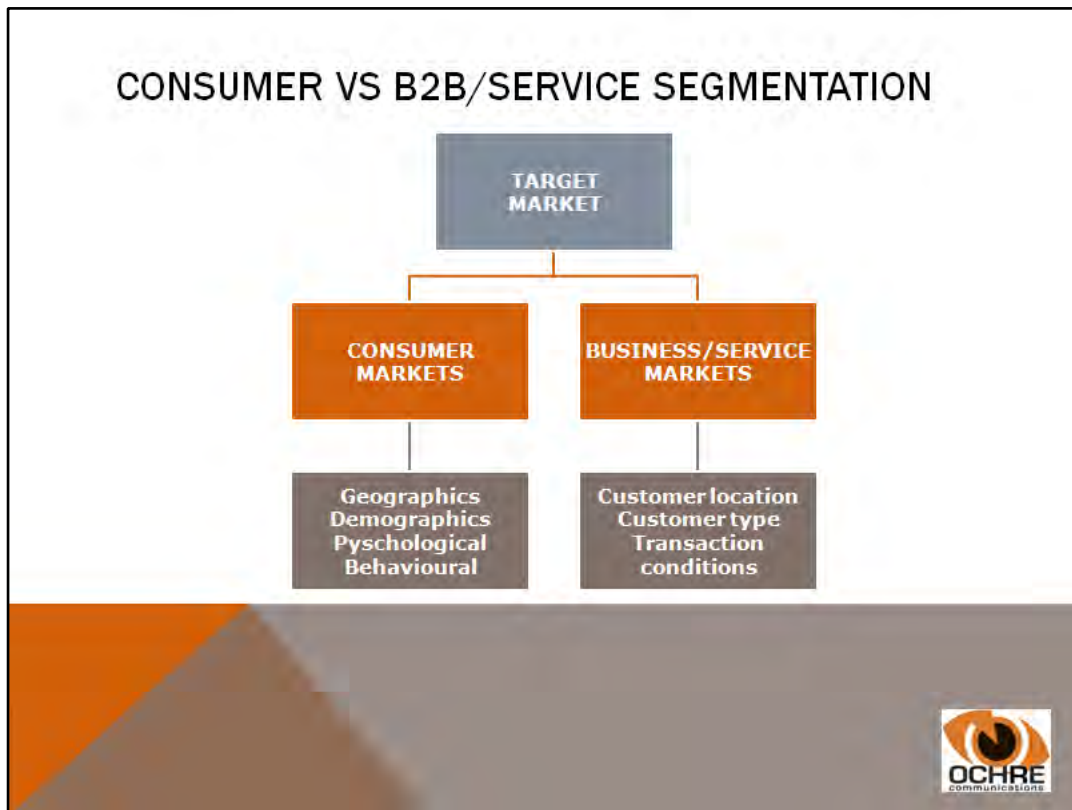 CONSUMER VS B2B/SERVICE SEGMENTATION
TARGET
MARKET
CONSUMER
MARKETS
BUSINESS/SERVICE
MARKETS
Geographics
Demographics
Pyschological
Behavioural
Customer location
Customer type
Transaction
conditions
OCHRE
communications